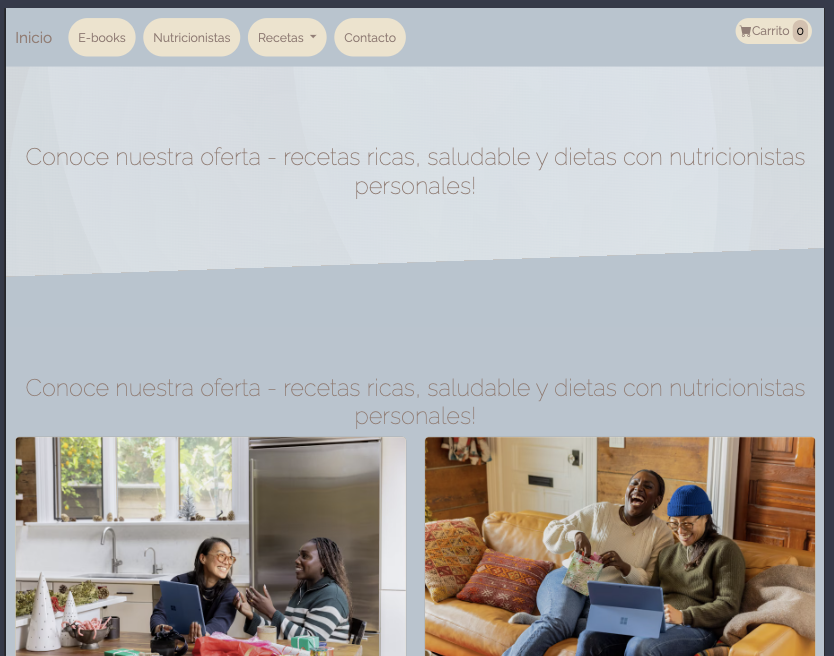 Inicio E-books Nutricionistas Recetas Contacto Carrito 0
Conoce nuestra oferta - recetas ricas, saludable y dietas con nutricionistas
personales!
Conoce nuestra oferta - recetas ricas, saludable y dietas con nutricionistas
personales!